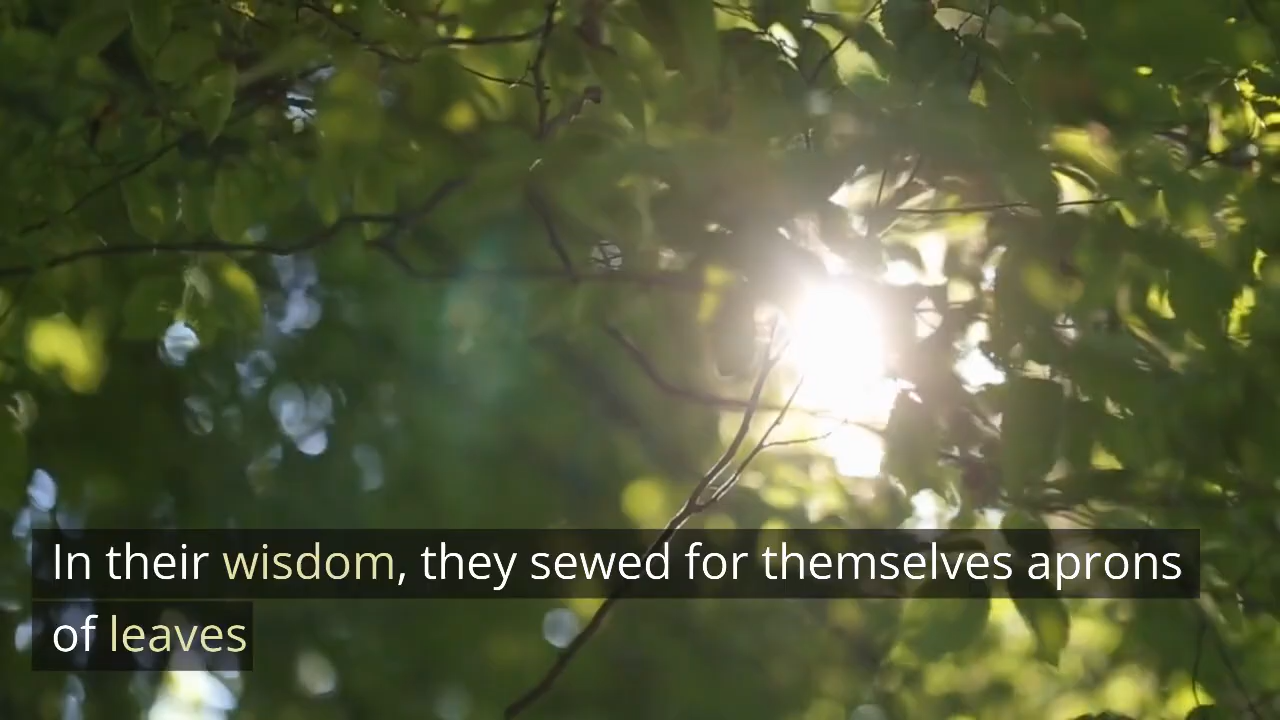 In their wisdom, they sewed for themselves aprons
of leaves